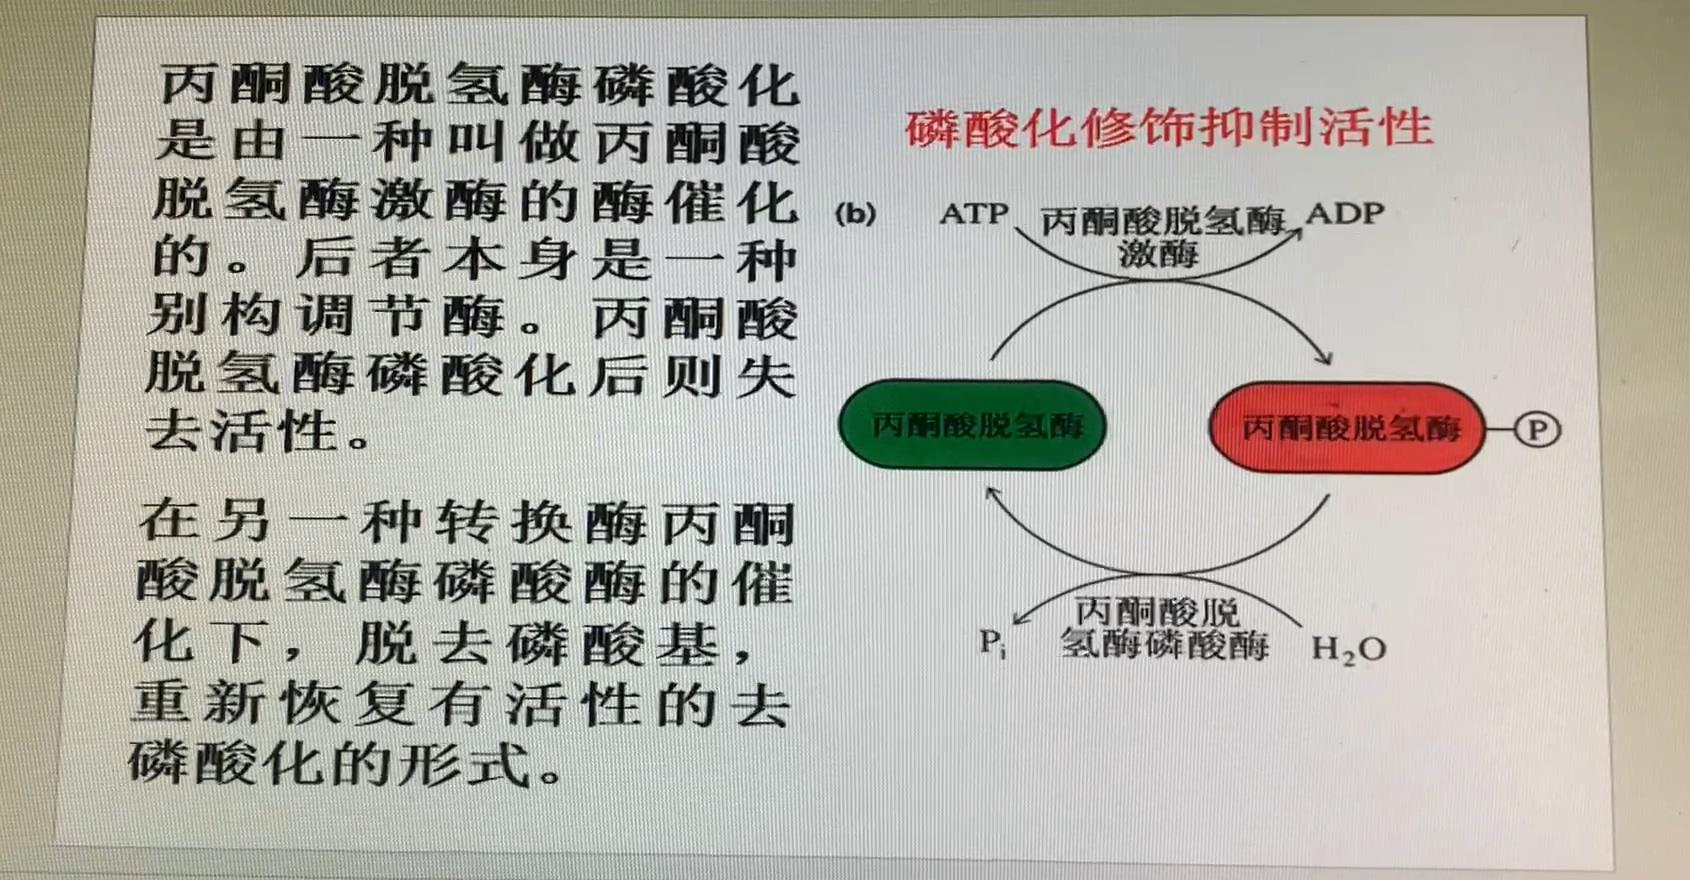 丙酮酸脱氢酶磷酸化
是由一种叫做丙酮酸
脱氢酶激酶的酶催化
的。后者本身是一种
别构调节酶。丙酮酸
脱氢酶磷酸化后则失
去活性。
在另一种转换酶丙酮
酸脱氢酶磷酸酶的催
化下，脱去磷酸基，
重新恢复有活性的去
磷酸化的形式。
磷酸化修饰抑制活性
(b)
ATP
丙酮酸脱氢酶
激酶
ADP
丙酮酸脱氢酶
丙酮酸脱氢酶
P
Pi
丙酮酸脱
氢酶磷酸酶
H₂O